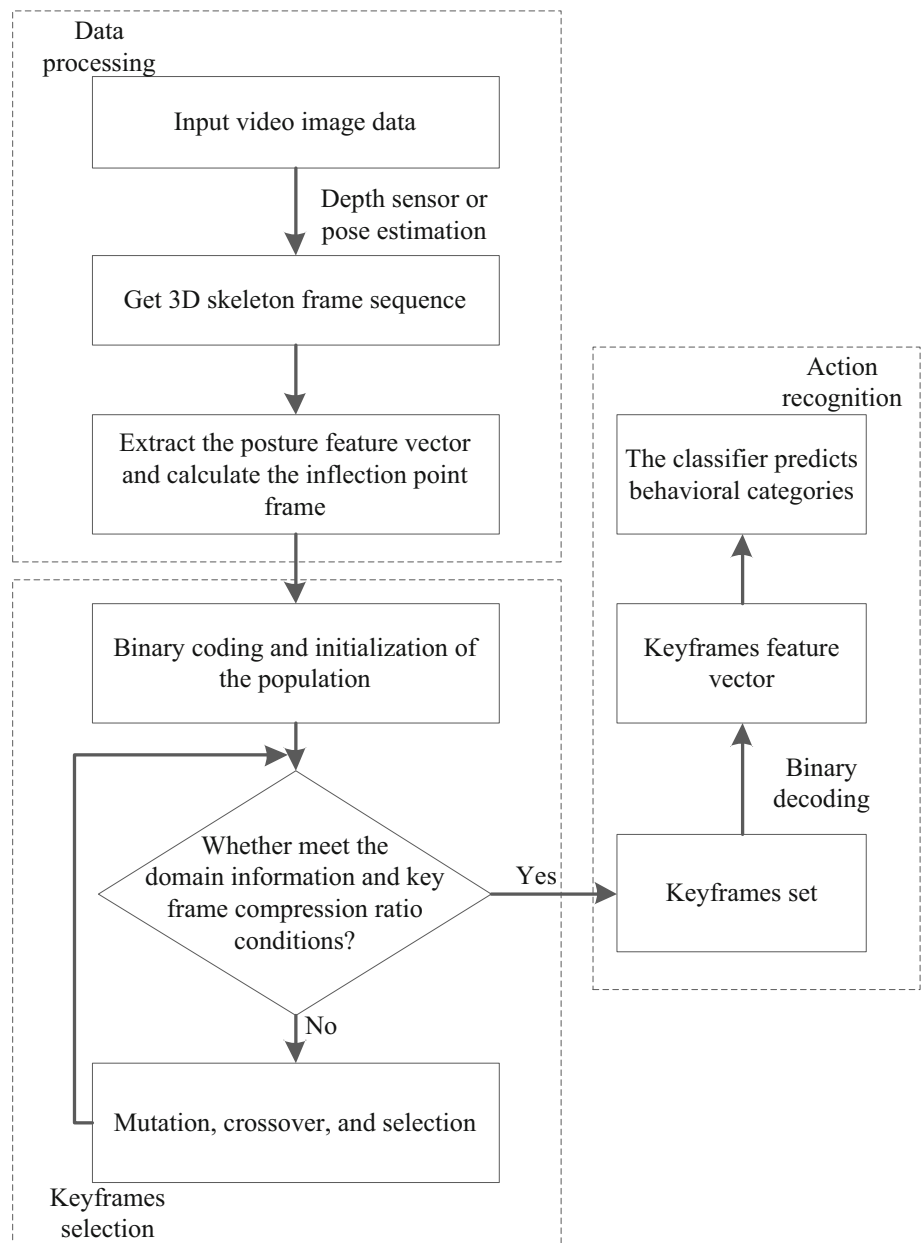 Data
processing
Input video image data
Depth sensor or
pose estimation
Get 3D skeleton frame sequence
Extract the posture feature vector
and calculate the inflection point
frame
Binary coding and initialization of
the population
Whether meet the
domain information and key
frame compression ratio
conditions?
Yes
No
Mutation, crossover, and selection
Keyframes
selection
Action
recognition
The classifier predicts
behavioral categories
Keyframes feature
vector
Binary
decoding
Keyframes set